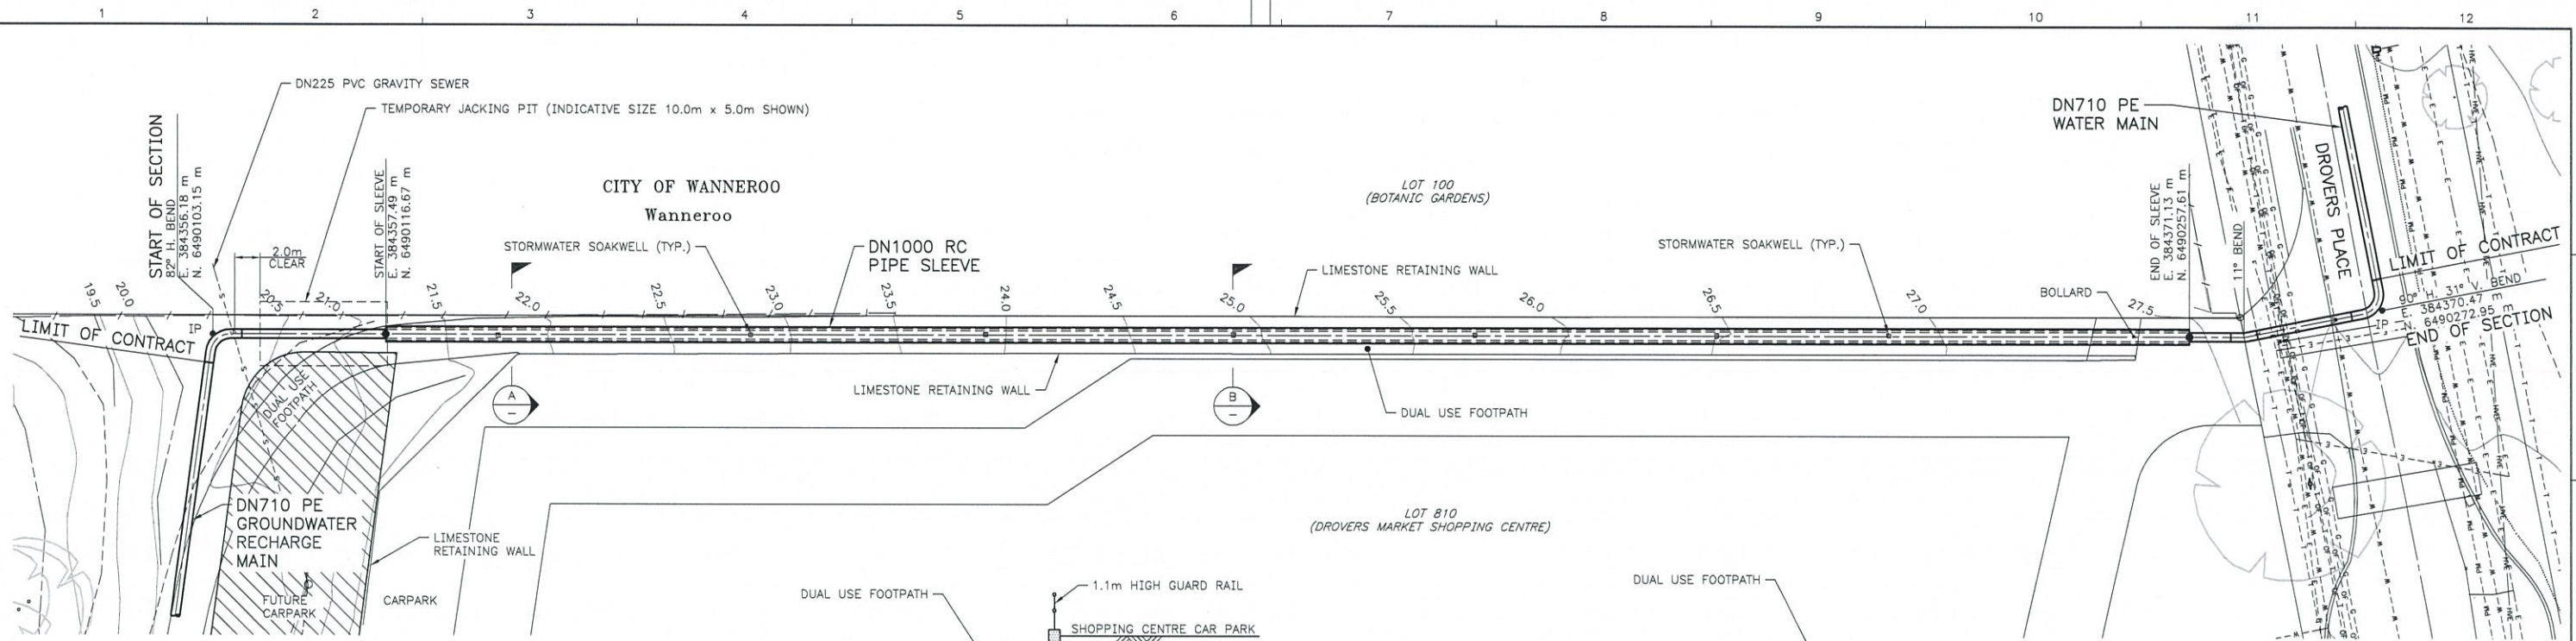 1 2 3 4 5 6 7 8 9 10 11 12
DN225 PVC GRAVITY SEWER
TEMPORARY JACKING PIT (INDICATIVE SIZE 10.0m x 5.0m SHOWN)
START OF SECTION
82° H. BEND
E. 384356.18 m
N. 6490103.15 m
2.0m
CLEAR
START OF SLEEVE
E. 384357.49 m
N. 6490116.67 m
CITY OF WANNEROO
Wanneroo
STORMWATER SOAKWELL (TYP.)
DN1000 RC
PIPE SLEEVE
LOT 100
(BOTANIC GARDENS)
LIMESTONE RETAINING WALL
STORMWATER SOAKWELL (TYP.)
BOLLARD
END OF SLEEVE
E. 384371.13 m
N. 6490257.61 m
11° BEND
DN710 PE
WATER MAIN
DROVERS PLACE
LIMIT OF CONTRACT
90° H. 31° V. BEND
E. 384370.47 m
N. 6490272.95 m
IP
END OF SECTION
19.5 20.0 20.5 21.0 21.5 22.0 22.5 23.0 23.5 24.0 24.5 25.0 25.5 26.0 26.5 27.0 27.5
LIMIT OF CONTRACT
IP
DUAL USE
FOOTPATH
A
B
LIMESTONE RETAINING WALL
DUAL USE FOOTPATH
DN710 PE
GROUNDWATER
RECHARGE
MAIN
LIMESTONE
RETAINING WALL
FUTURE
CARPARK
CARPARK
LOT 810
(DROVERS MARKET SHOPPING CENTRE)
DUAL USE FOOTPATH
1.1m HIGH GUARD RAIL
SHOPPING CENTRE CAR PARK
DUAL USE FOOTPATH